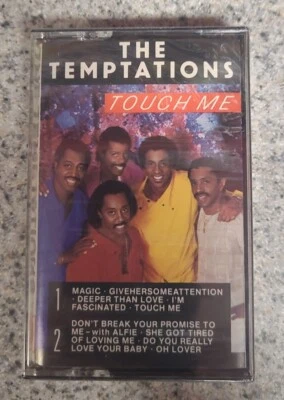 THE
TEMPTATIONS
TOUCH ME
1 MAGIC · GIVEHERSOMEATTENTION
· DEEPER THAN LOVE · I'M
FASCINATED · TOUCH ME
2 DON'T BREAK YOUR PROMISE TO
ME – with ALFIE · SHE GOT TIRED
OF LOVING ME · DO YOU REALLY
LOVE YOUR BABY · OH LOVER